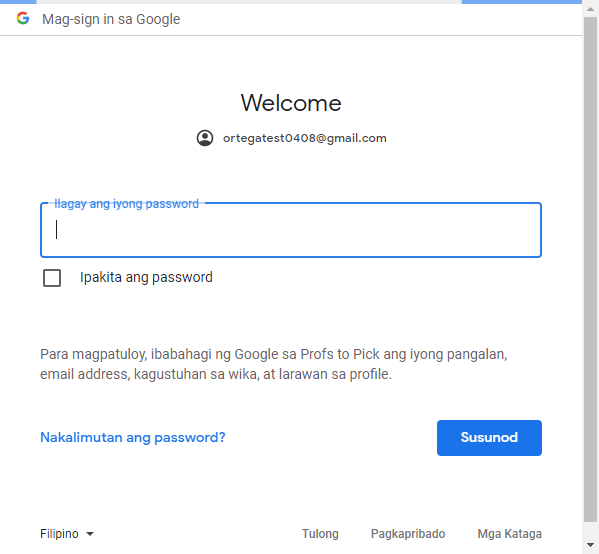 Mag-sign in sa Google
Welcome
ortegatest0408@gmail.com
Ilagay ang iyong password
Ipakita ang password
Para magpatuloy, ibabahagi ng Google sa Profs to Pick ang iyong pangalan,
email address, kagustuhan sa wika, at larawan sa profile.
Nakalimutan ang password?
Susunod
Filipino
Tulong
Pagkapribado
Mga Kataga